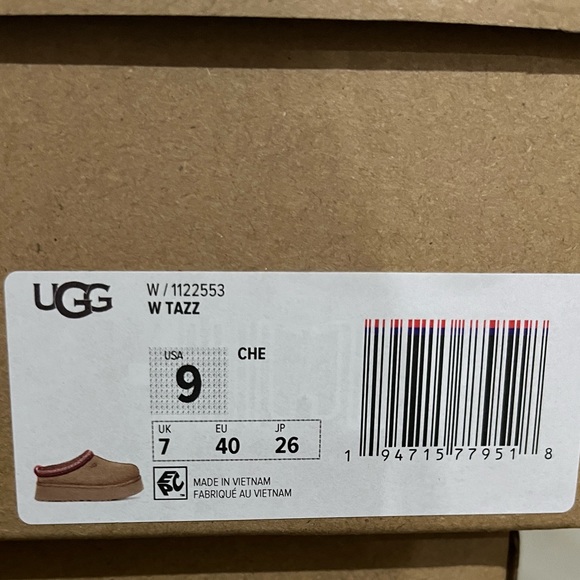 UGG
W / 1122553
W TAZZ
USA
9
CHE
UK EU JP
7 40 26
EPC
MADE IN VIETNAM
FABRIQUÉ AU VIETNAM
1 94715 77951 8